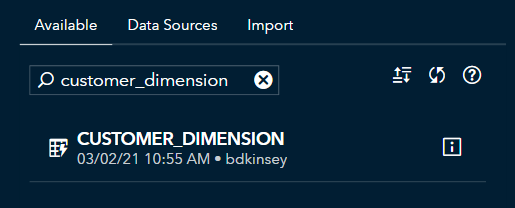 Available Data Sources Import
customer_dimension
CUSTOMER_DIMENSION
03/02/21 10:55 AM • bdkinsey